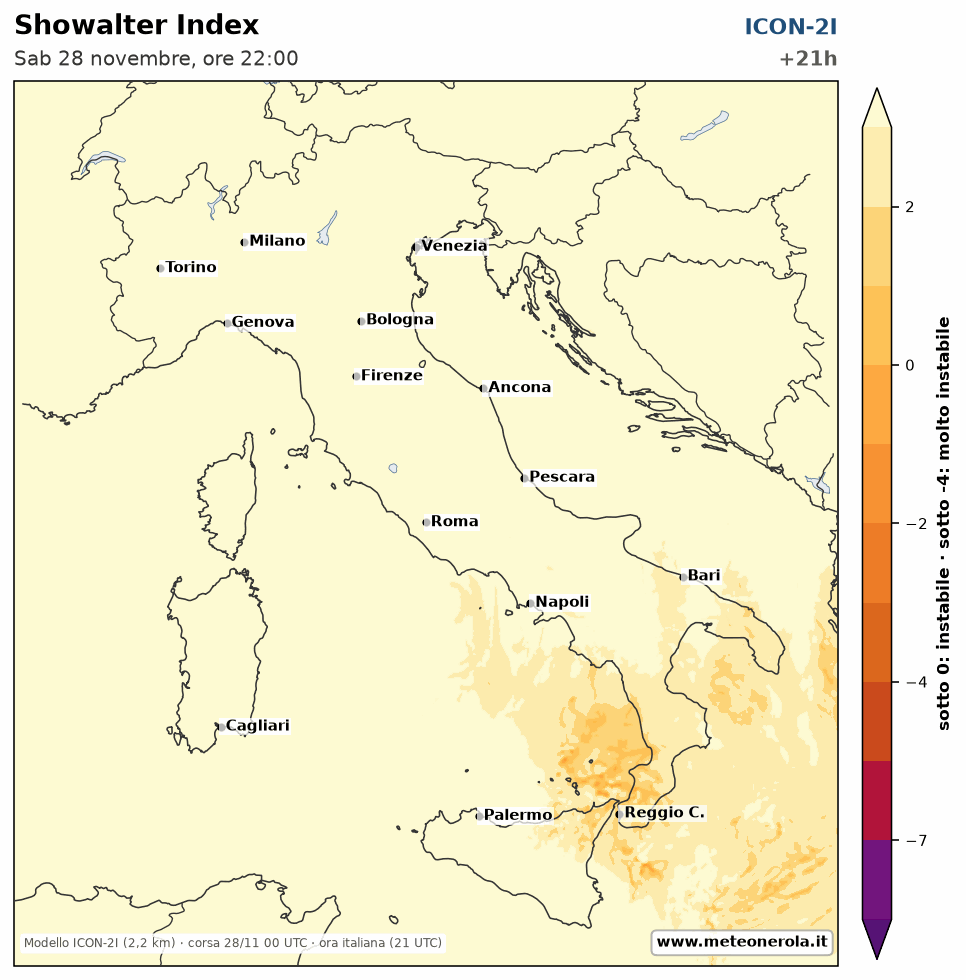 Showalter Index
ICON-2I
Sab 28 novembre, ore 22:00
+21h
Milano
Venezia
Torino
Genova
Bologna
Firenze
Ancona
Pescara
Roma
Bari
Napoli
Cagliari
Palermo
Reggio C.
2
0
−2
−4
−7
sotto 0: instabile · sotto -4: molto instabile
Modello ICON-2I (2,2 km) · corsa 28/11 00 UTC · ora italiana (21 UTC)
www.meteonerola.it